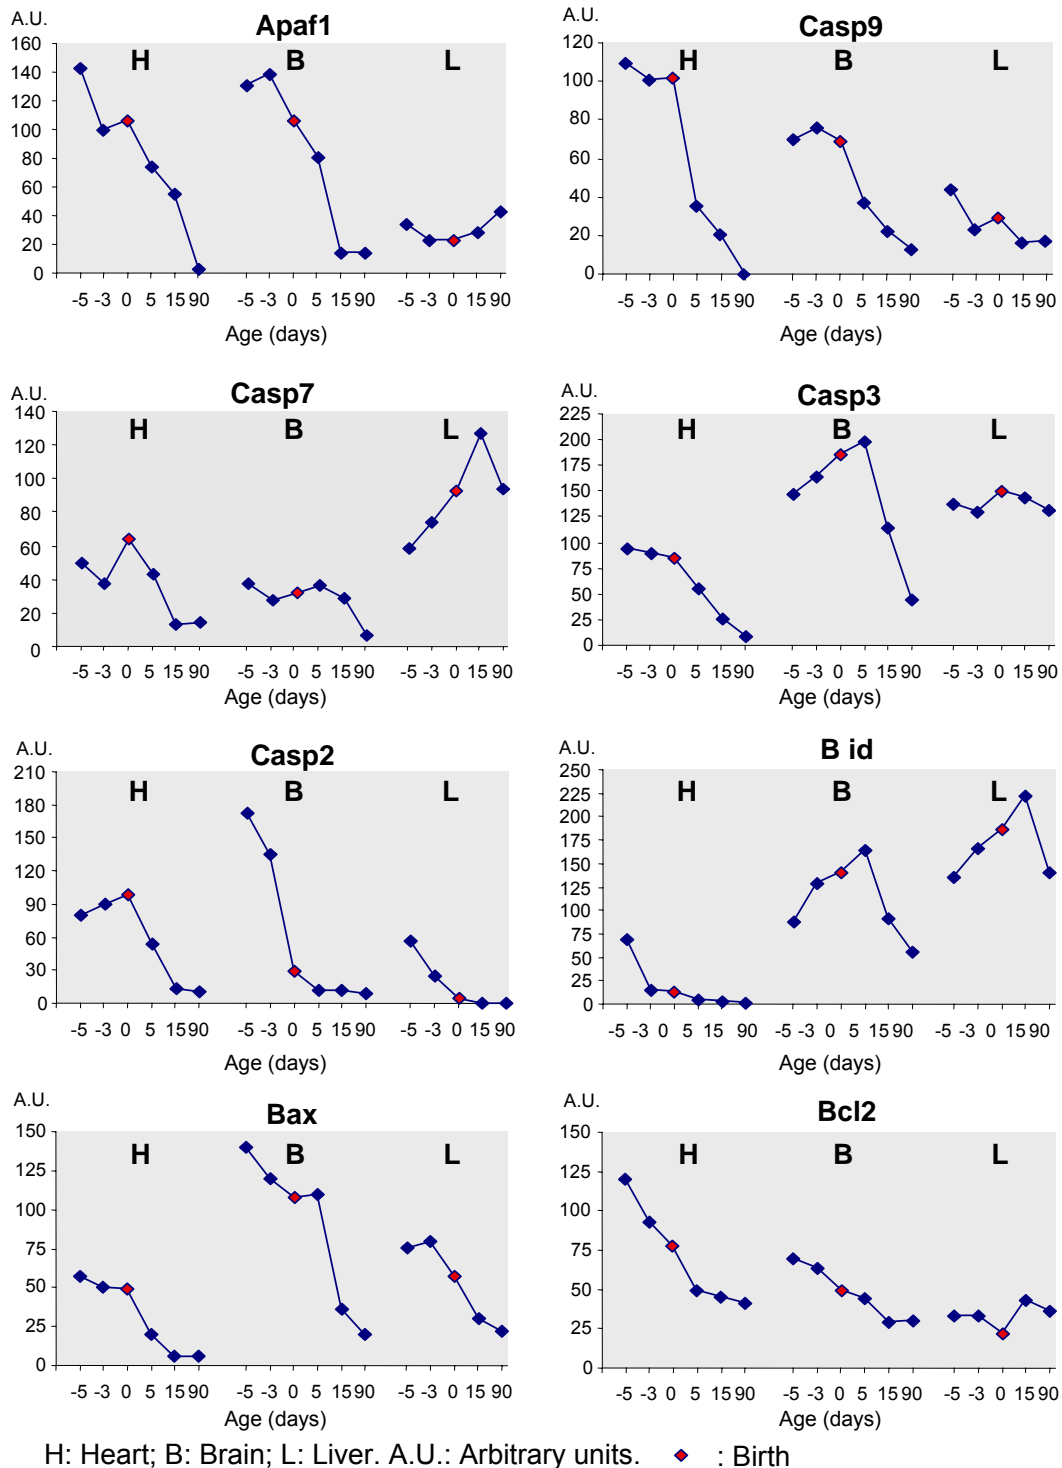 A.U. Apaf1
160 H B L
140
120
100
80
60
40
20
0
-5 -3 0 5 15 90 -5 -3 0 5 15 90 -5 -3 0 15 90
Age (days)
A.U. Casp9
120 H B L
100
80
60
40
20
0
-5 -3 0 5 15 90 -5 -3 0 5 15 90 -5 -3 0 15 90
Age (days)
A.U. Casp7
140 H B L
120
100
80
60
40
20
0
-5 -3 0 5 15 90 -5 -3 0 5 15 90 -5 -3 0 15 90
Age (days)
A.U. Casp3
225 H B L
200
175
150
125
100
75
50
25
0
-5 -3 0 5 15 90 -5 -3 0 5 15 90 -5 -3 0 15 90
Age (days)
A.U. Casp2
210 H B L
180
150
120
90
60
30
0
-5 -3 0 5 15 90 -5 -3 0 5 15 90 -5 -3 0 15 90
Age (days)
A.U. B id
250 H B L
225
200
175
150
125
100
75
50
25
0
-5 -3 0 5 15 90 -5 -3 0 5 15 90 -5 -3 0 15 90
Age (days)
A.U. Bax
150 H B L
125
100
75
50
25
0
-5 -3 0 5 15 90 -5 -3 0 5 15 90 -5 -3 0 15 90
Age (days)
A.U. Bcl2
150 H B L
125
100
75
50
25
0
-5 -3 0 5 15 90 -5 -3 0 5 15 90 -5 -3 0 15 90
Age (days)
H: Heart; B: Brain; L: Liver. A.U.: Arbitrary units. : Birth